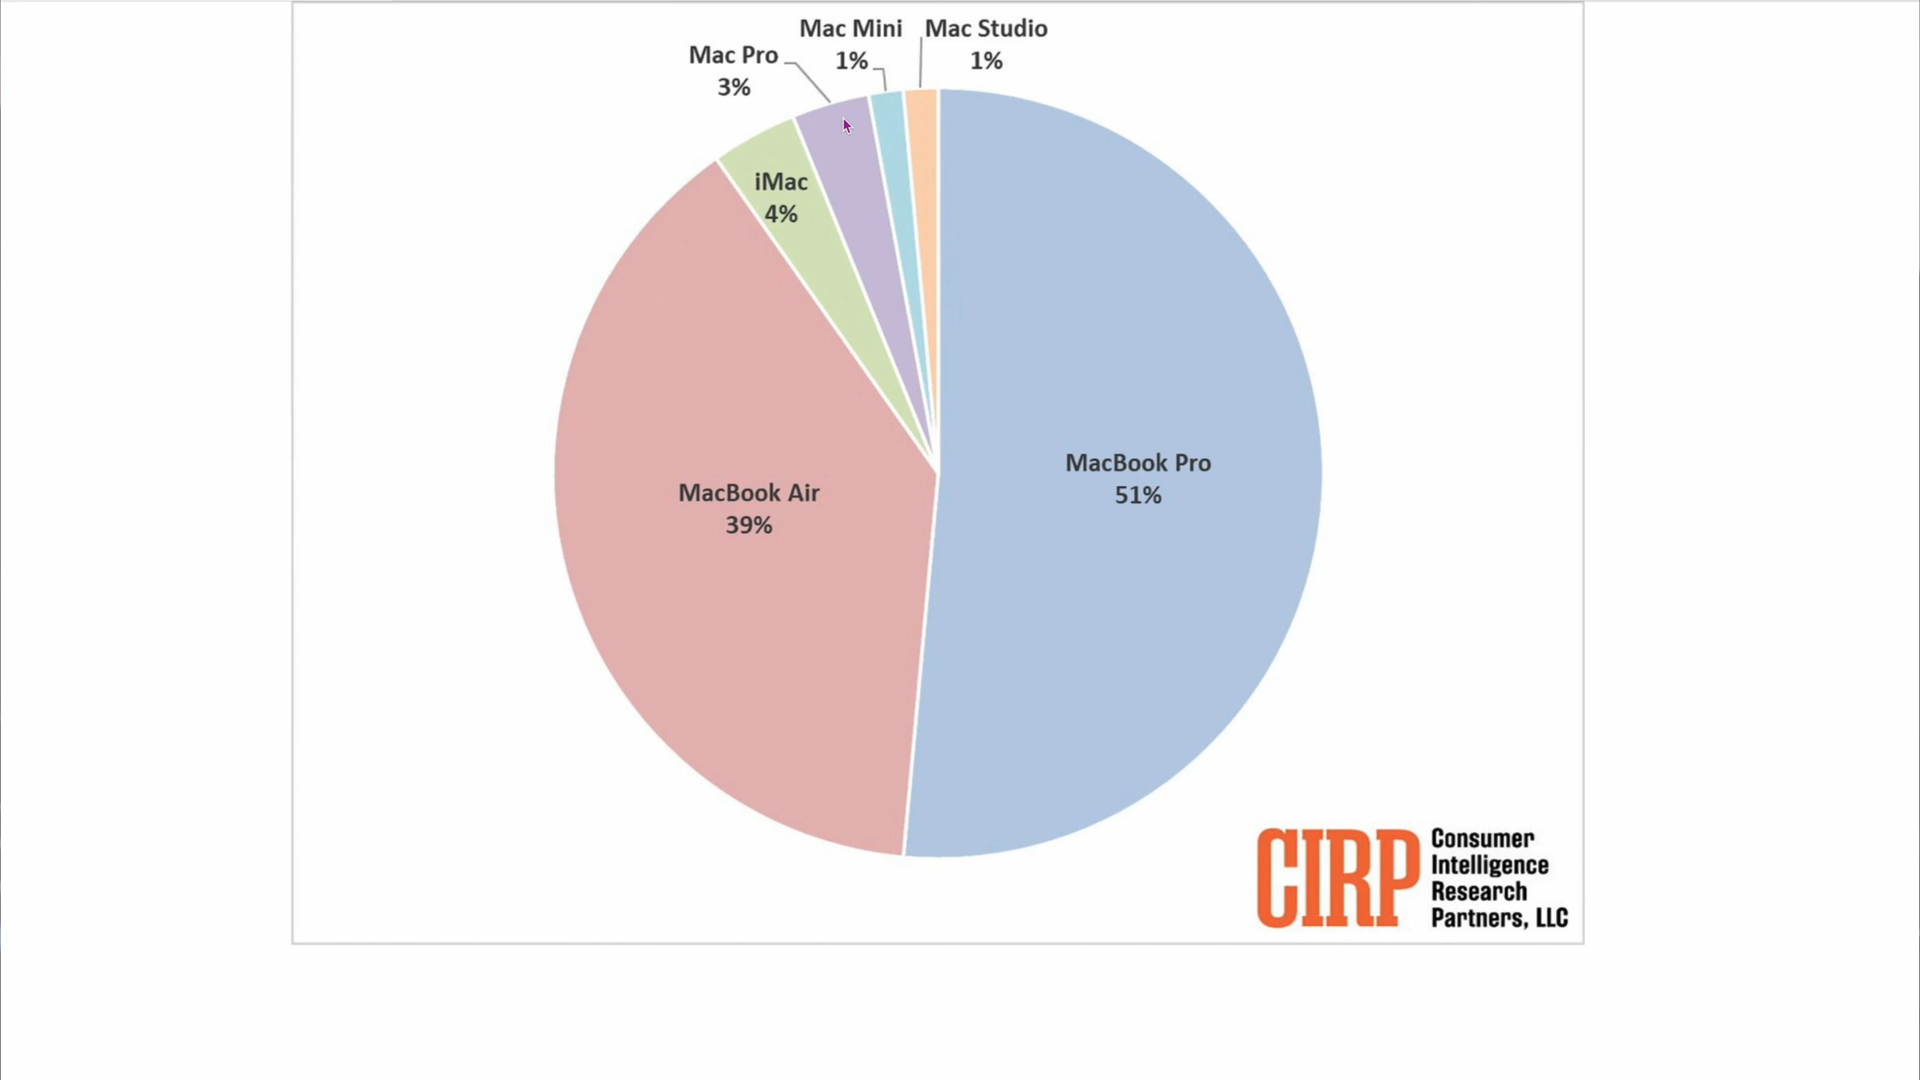 Mac Mini
1%
Mac Studio
1%
Mac Pro
3%
iMac
4%
MacBook Pro
51%
MacBook Air
39%
CIRP
Consumer
Intelligence
Research
Partners, LLC